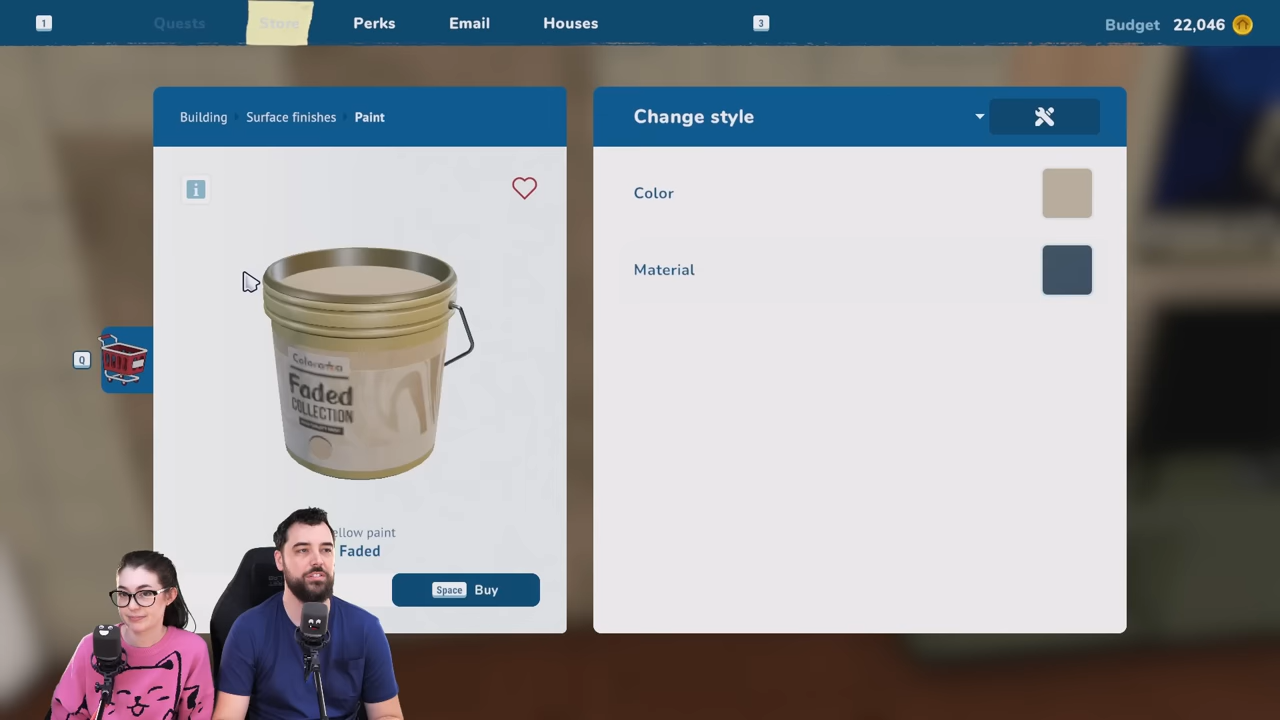 1 Quests Store Perks Email Houses 3 Budget 22,046
Building Surface finishes Paint
Change style
i
Color
Material
Q
Colorama
Faded
COLLECTION
ellow paint
Faded
Space Buy